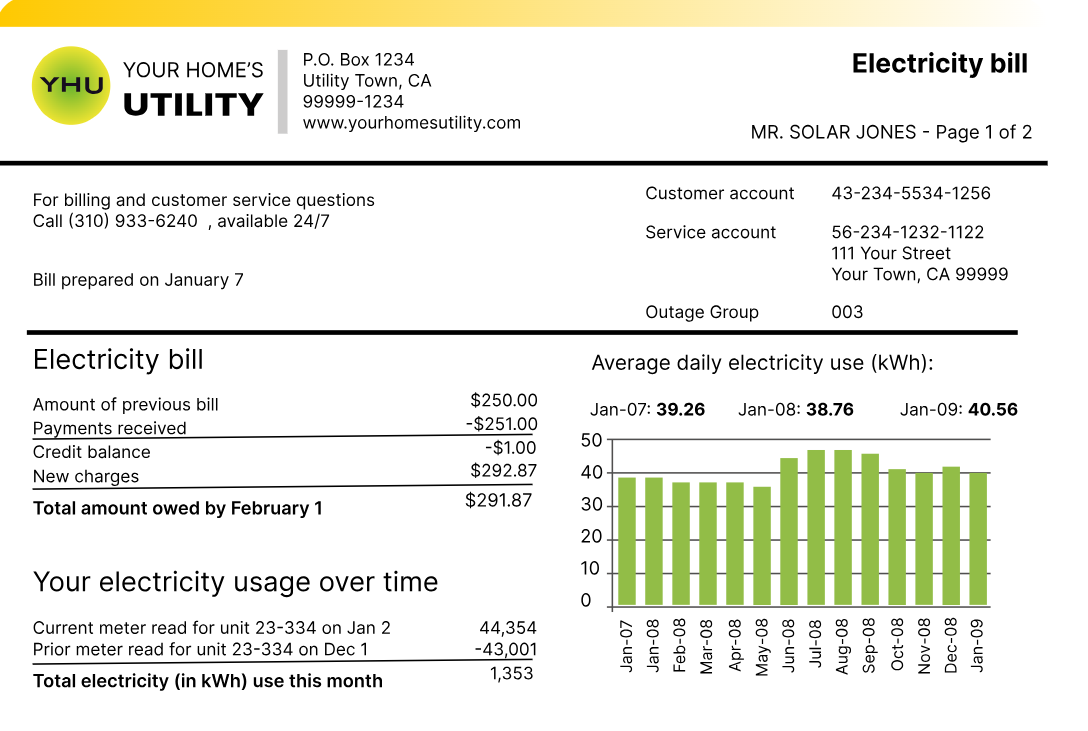 YHU
YOUR HOME'S
UTILITY
P.O. Box 1234
Utility Town, CA
99999-1234
www.yourhomesutility.com
Electricity bill
MR. SOLAR JONES - Page 1 of 2
For billing and customer service questions
Call (310) 933-6240 , available 24/7
Bill prepared on January 7
Customer account 43-234-5534-1256
Service account 56-234-1232-1122
111 Your Street
Your Town, CA 99999
Outage Group 003
Electricity bill
Amount of previous bill $250.00
Payments received -$251.00
Credit balance -$1.00
New charges $292.87
Total amount owed by February 1 $291.87
Your electricity usage over time
Current meter read for unit 23-334 on Jan 2 44,354
Prior meter read for unit 23-334 on Dec 1 -43,001
Total electricity (in kWh) use this month 1,353
Average daily electricity use (kWh):
Jan-07: 39.26 Jan-08: 38.76 Jan-09: 40.56
50
40
30
20
10
0
Jan-07
Jan-08
Feb-08
Mar-08
Apr-08
May-08
Jun-08
Jul-08
Aug-08
Sep-08
Oct-08
Nov-08
Dec-08
Jan-09